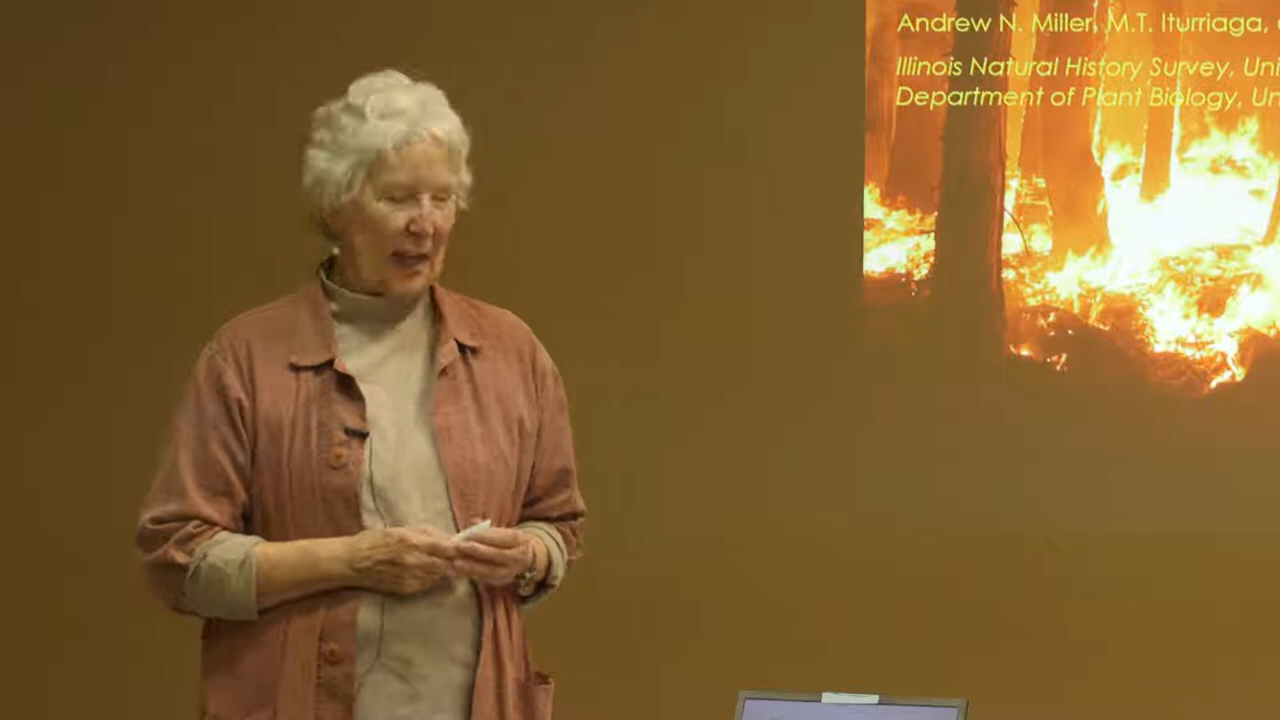 Andrew N. Miller, M.T. Iturriaga,
Illinois Natural History Survey,
Department of Plant Biology,